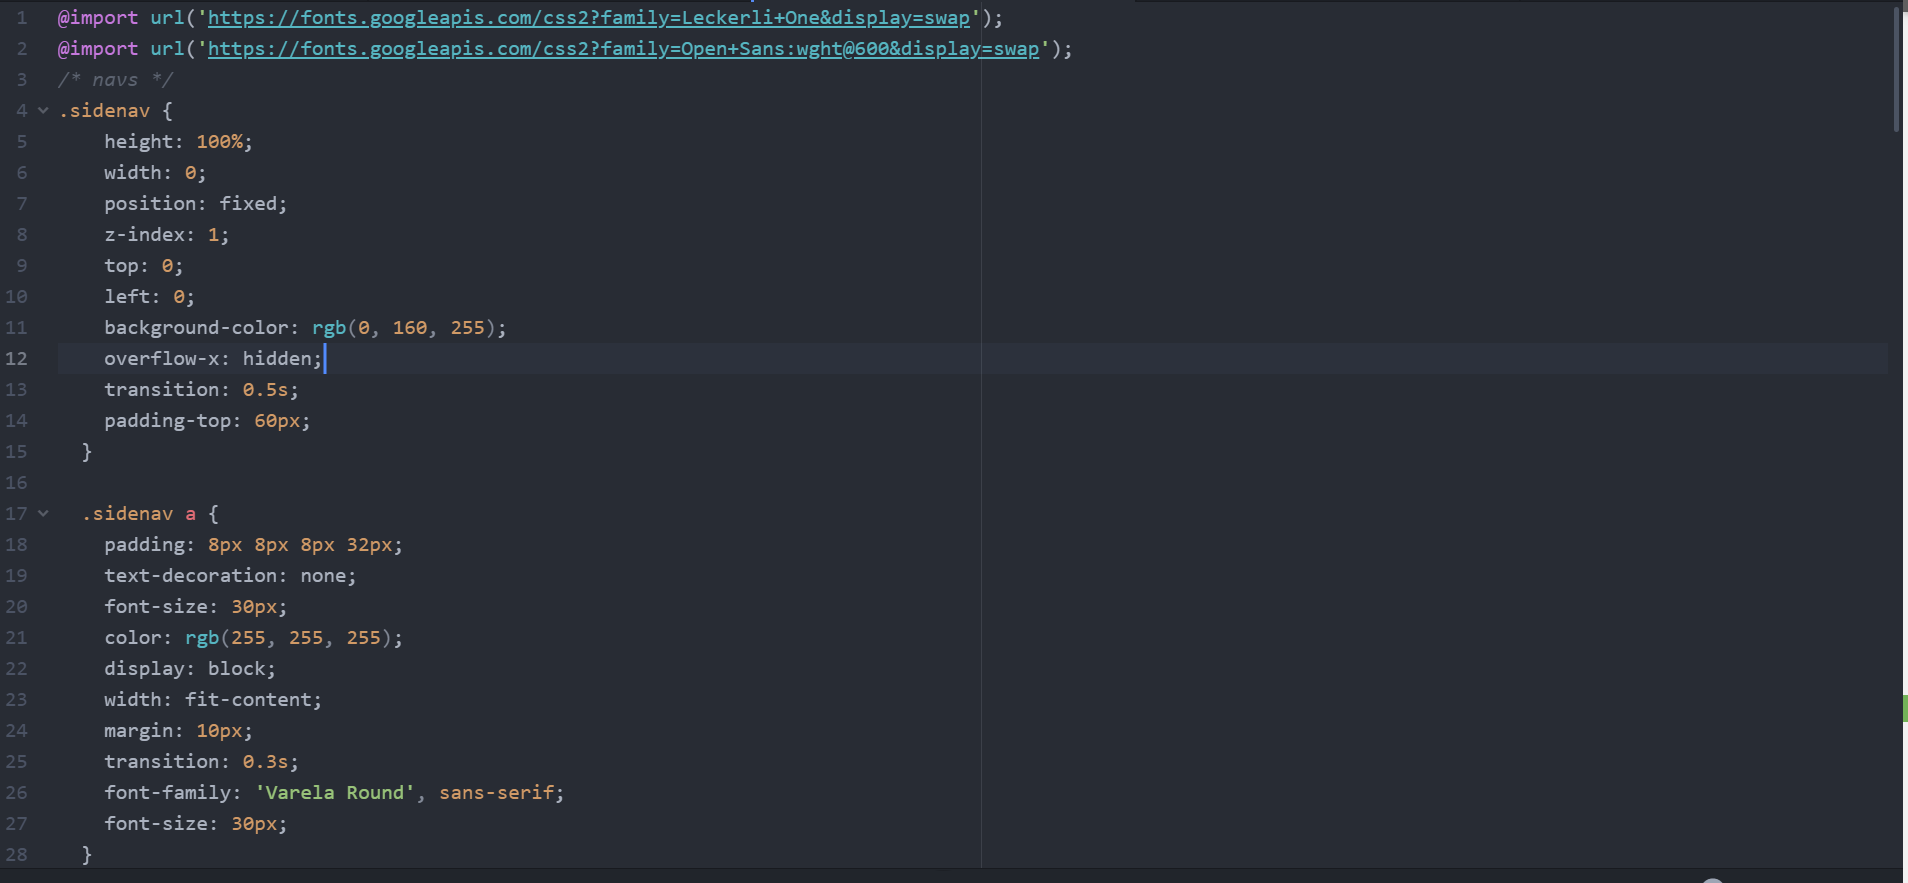 1 @import url('https://fonts.googleapis.com/css2?family=Leckerli+One&display=swap');
2 @import url('https://fonts.googleapis.com/css2?family=Open+Sans:wght@600&display=swap');
3 /* navs */
4 .sidenav {
5     height: 100%;
6     width: 0;
7     position: fixed;
8     z-index: 1;
9     top: 0;
10     left: 0;
11     background-color: rgb(0, 160, 255);
12     overflow-x: hidden;
13     transition: 0.5s;
14     padding-top: 60px;
15   }
16
17   .sidenav a {
18     padding: 8px 8px 8px 32px;
19     text-decoration: none;
20     font-size: 30px;
21     color: rgb(255, 255, 255);
22     display: block;
23     width: fit-content;
24     margin: 10px;
25     transition: 0.3s;
26     font-family: 'Varela Round', sans-serif;
27     font-size: 30px;
28   }